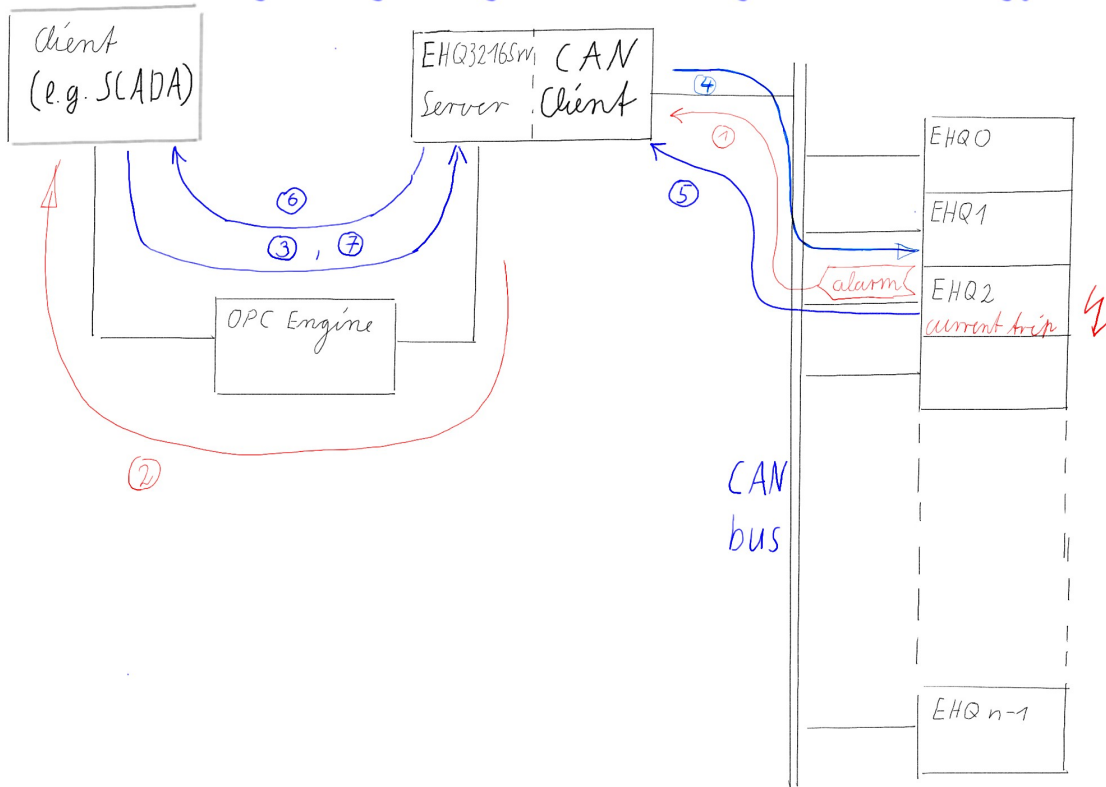 Client
(e.g. SCADA)
EHQ3216Srv
Server
CAN
Client
4
1
5
6
3, 7
2
OPC Engine
alarm
EHQ0
EHQ1
EHQ2
current trip
CAN
bus
EHQ n-1